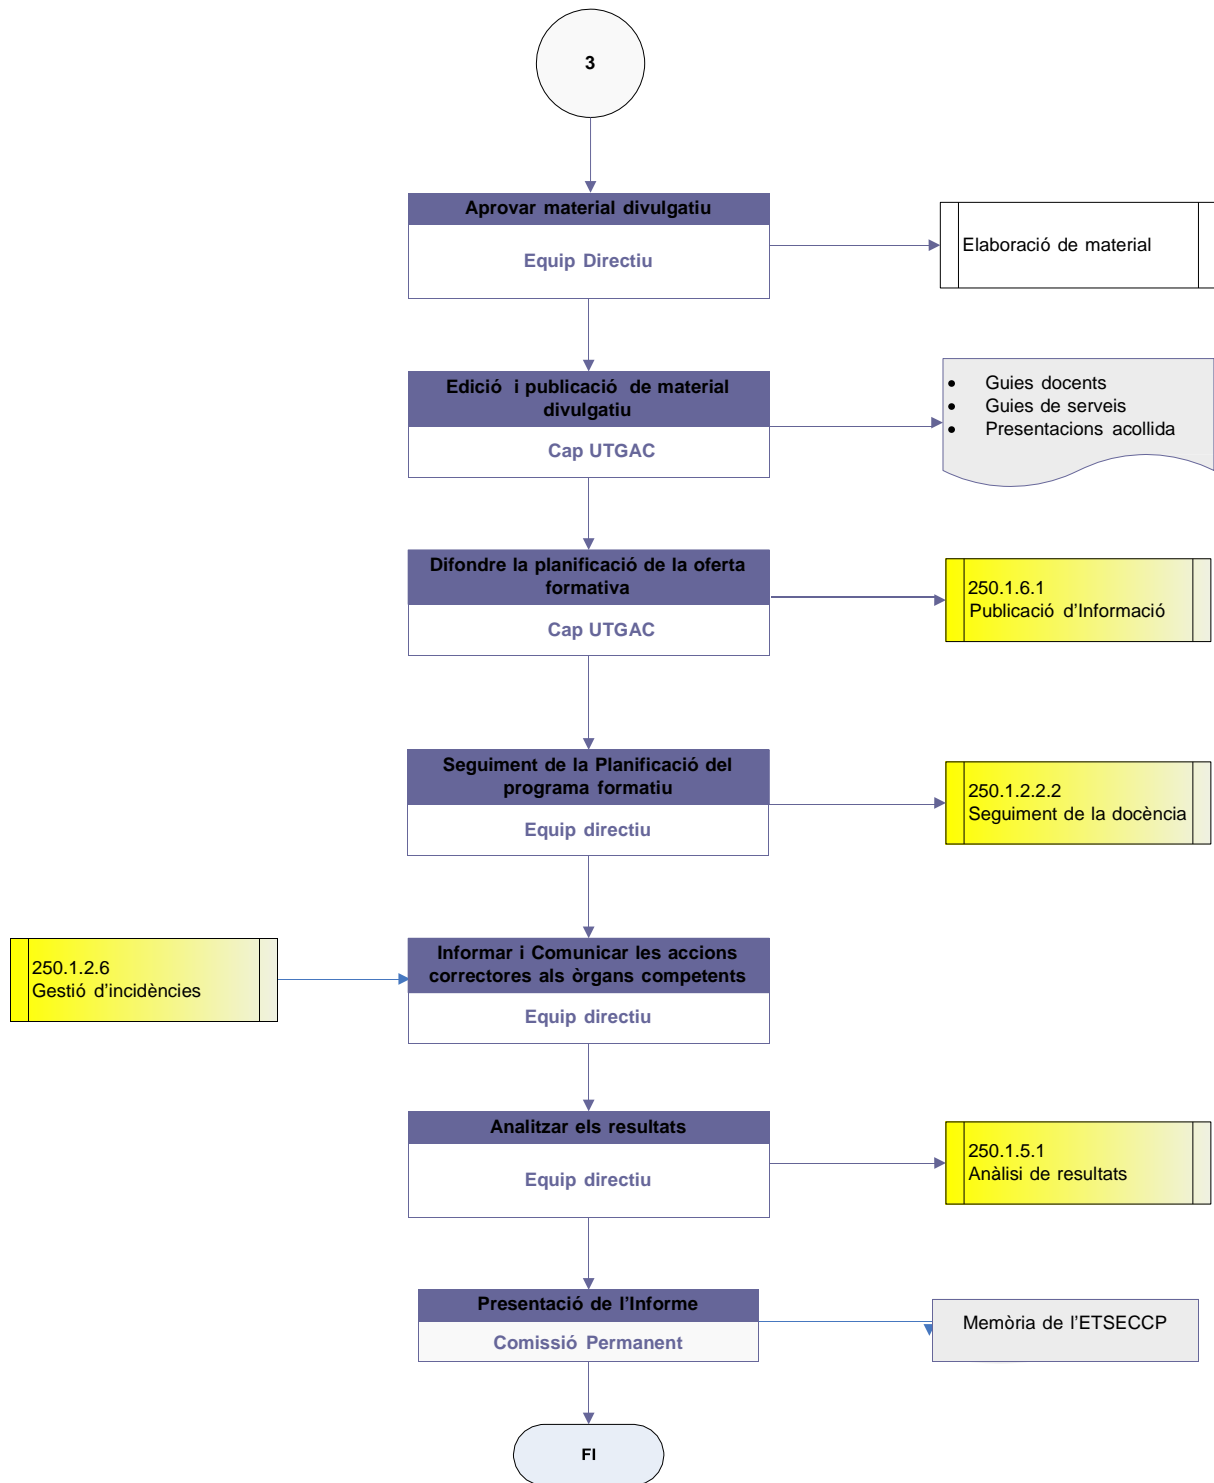 3
Aprovar material divulgatiu
Equip Directiu
Elaboració de material
Edició i publicació de material
divulgatiu
Cap UTGAC
• Guies docents
• Guies de serveis
• Presentacions acollida
Difondre la planificació de la oferta
formativa
Cap UTGAC
250.1.6.1
Publicació d'Informació
Seguiment de la Planificació del
programa formatiu
Equip directiu
250.1.2.2.2
Seguiment de la docència
250.1.2.6
Gestió d'incidències
Informar i Comunicar les accions
correctores als òrgans competents
Equip directiu
Analitzar els resultats
Equip directiu
250.1.5.1
Anàlisi de resultats
Presentació de l'Informe
Comissió Permanent
Memòria de l'ETSECCP
FI